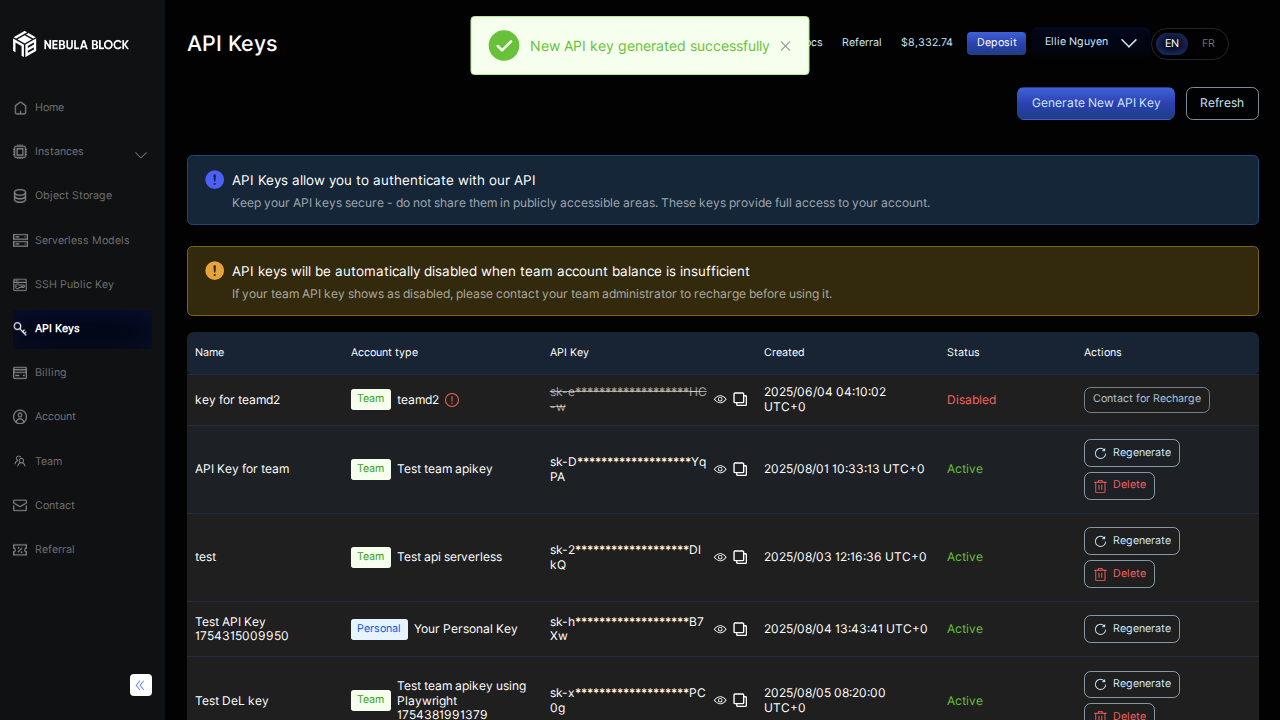 NEBULA BLOCK
API Keys
New API key generated successfully
Referral
$8,332.74
Deposit
Ellie Nguyen
EN
FR
Home
Instances
Object Storage
Serverless Models
SSH Public Key
API Keys
Billing
Account
Team
Contact
Referral
Generate New API Key
Refresh
API Keys allow you to authenticate with our API
Keep your API keys secure - do not share them in publicly accessible areas. These keys provide full access to your account.
API keys will be automatically disabled when team account balance is insufficient
If your team API key shows as disabled, please contact your team administrator to recharge before using it.
Name Account type API Key Created Status Actions
key for teamd2
Team teamd2
sk-e*******************HC
-w
2025/06/04 04:10:02
UTC+0
Disabled
Contact for Recharge
API Key for team
Team Test team apikey
sk-D*******************Yq
PA
2025/08/01 10:33:13 UTC+0
Active
Regenerate
Delete
test
Team Test api serverless
sk-2*******************DI
kQ
2025/08/03 12:16:36 UTC+0
Active
Regenerate
Delete
Test API Key
1754315009950
Personal Your Personal Key
sk-h*******************B7
Xw
2025/08/04 13:43:41 UTC+0
Active
Regenerate
Test DeL key
Team
Test team apikey using
Playwright
1754381991379
sk-x*******************PC
0g
2025/08/05 08:20:00
UTC+0
Active
Regenerate
Delete